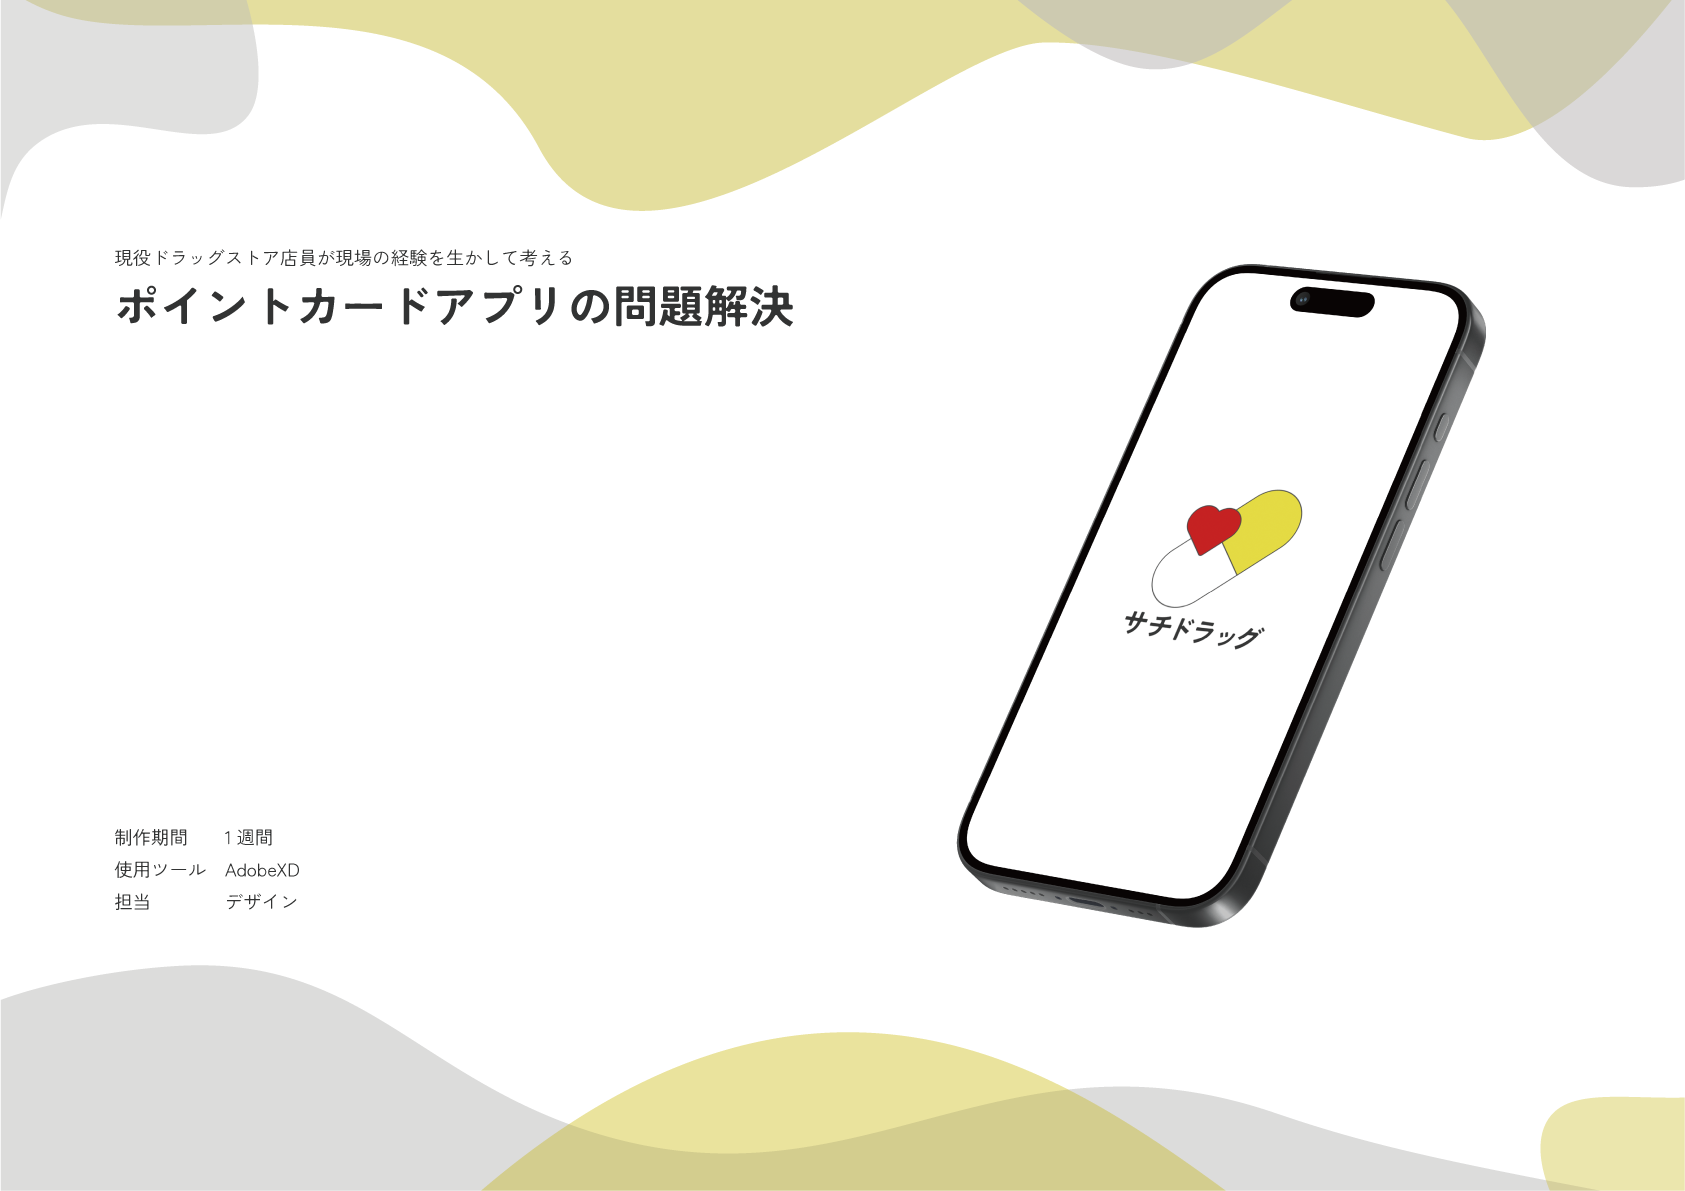 現役ドラッグストア店員が現場の経験を生かして考える
ポイントカードアプリの問題解決
サチドラッグ
制作期間 1週間
使用ツール AdobeXD
担当 デザイン